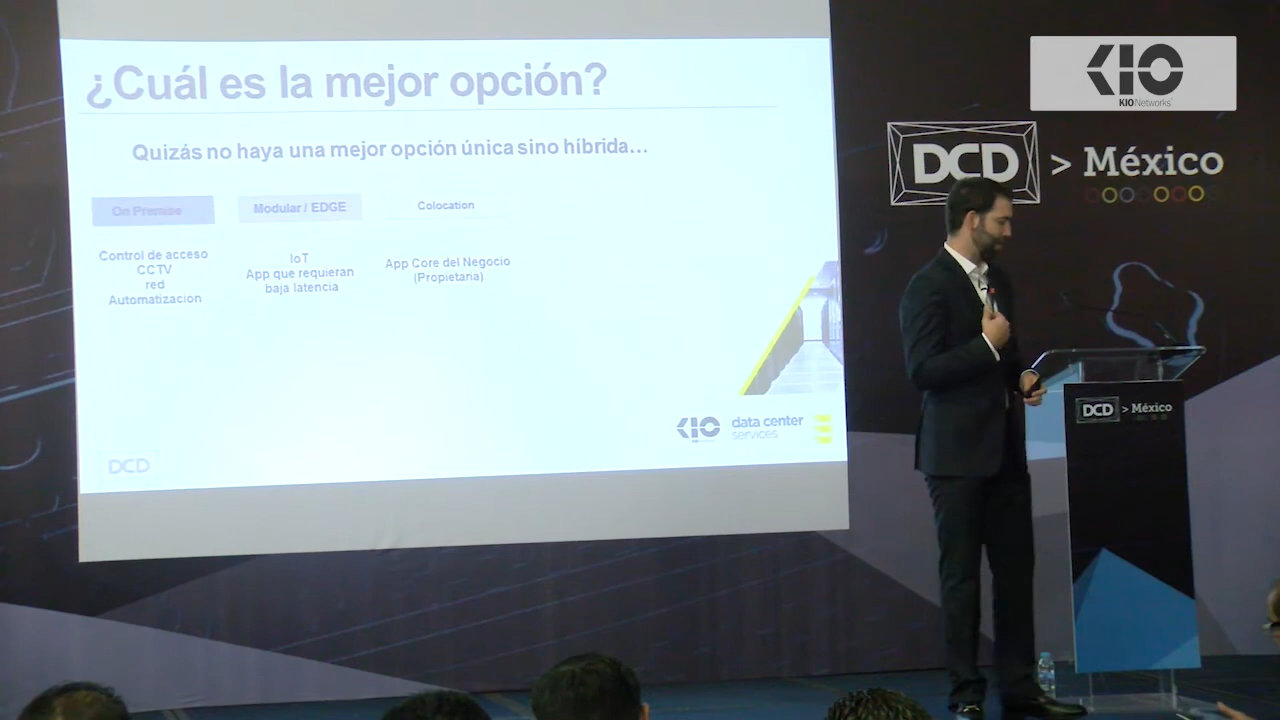 ¿Cuál es la mejor opción?
Quizás no haya una mejor opción única sino híbrida...
On Premise
Modular / EDGE
Colocation
Control de acceso
CCTV
red
Automatizacion
IoT
App que requieran
baja latencia
App Core del Negocio
(Propietaria)
KIO
data center
services
DCD
KIO
KIO Networks
DCD > México
DCD > México